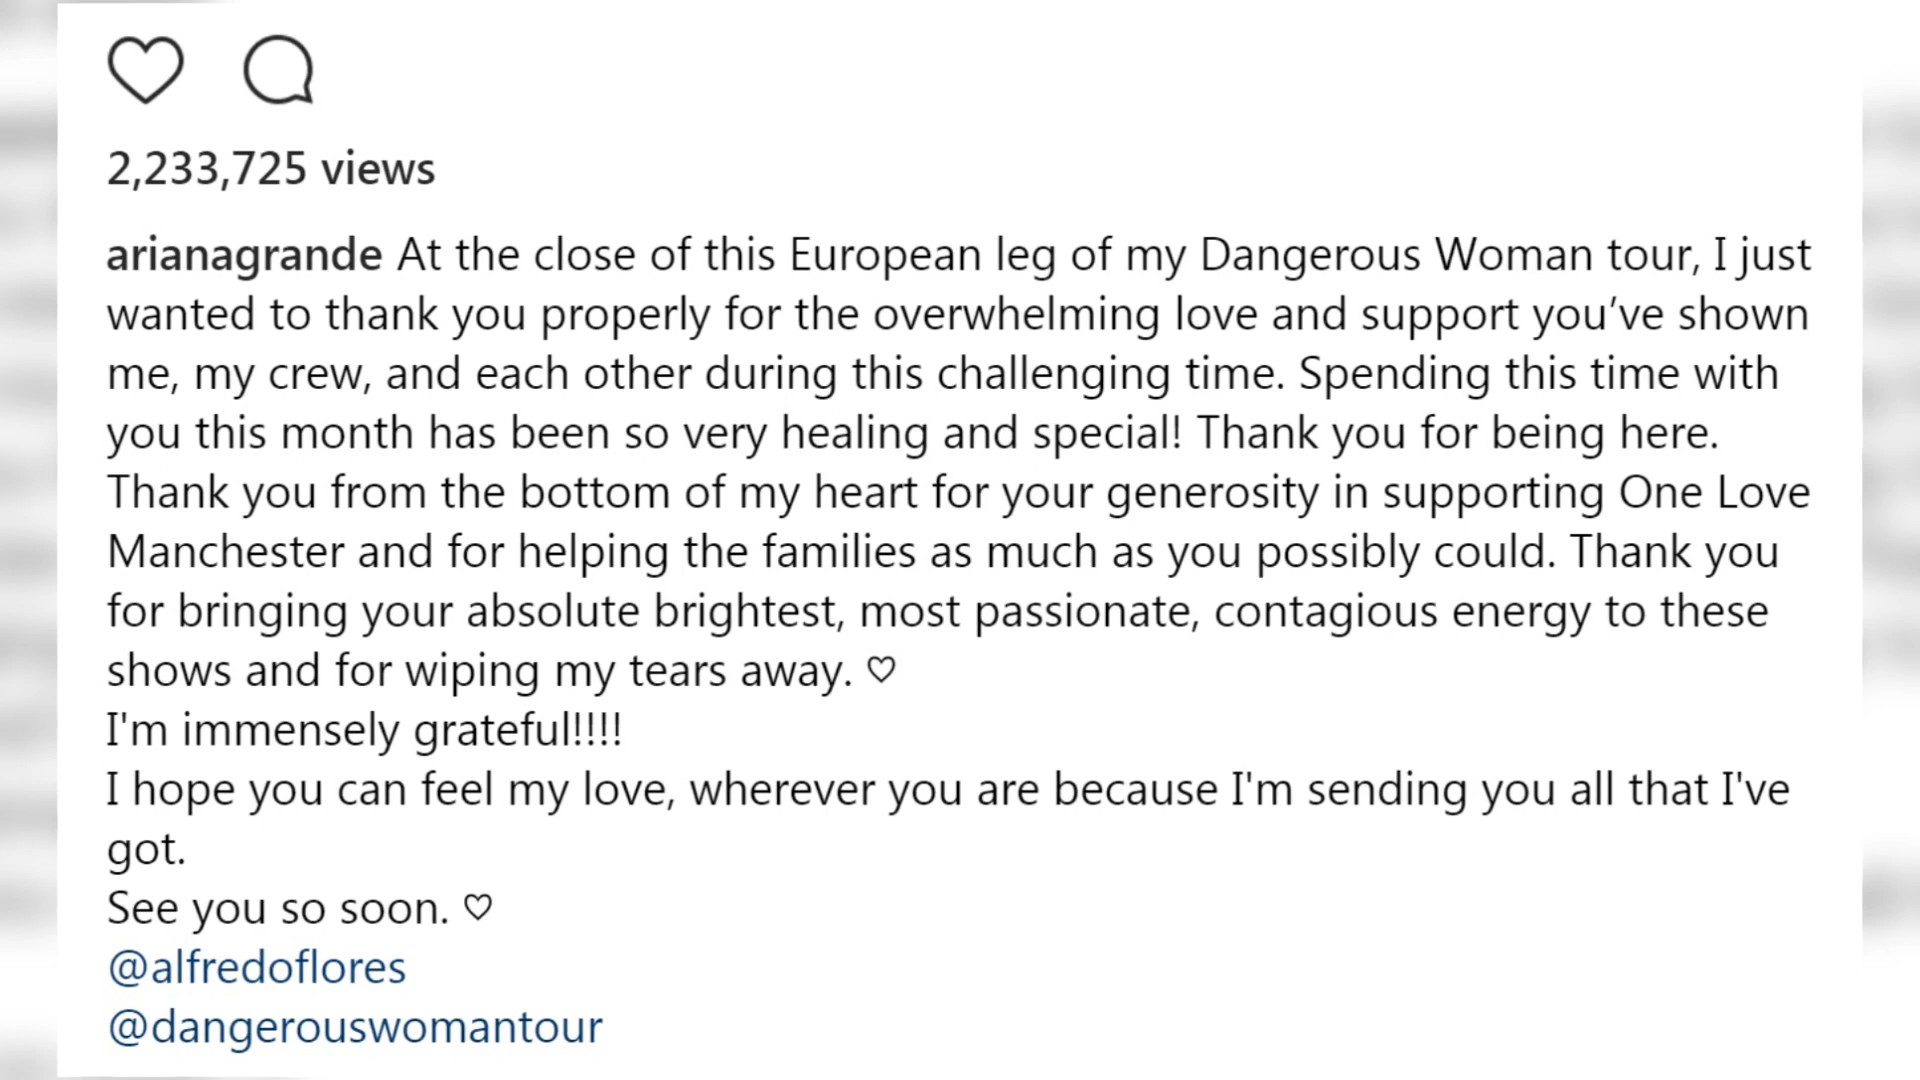 2,233,725 views
arianagrande At the close of this European leg of my Dangerous Woman tour, I just
wanted to thank you properly for the overwhelming love and support you’ve shown
me, my crew, and each other during this challenging time. Spending this time with
you this month has been so very healing and special! Thank you for being here.
Thank you from the bottom of my heart for your generosity in supporting One Love
Manchester and for helping the families as much as you possibly could. Thank you
for bringing your absolute brightest, most passionate, contagious energy to these
shows and for wiping my tears away. ♡
I'm immensely grateful!!!!
I hope you can feel my love, wherever you are because I'm sending you all that I've
got.
See you so soon. ♡
@alfredoflores
@dangerouswomantour